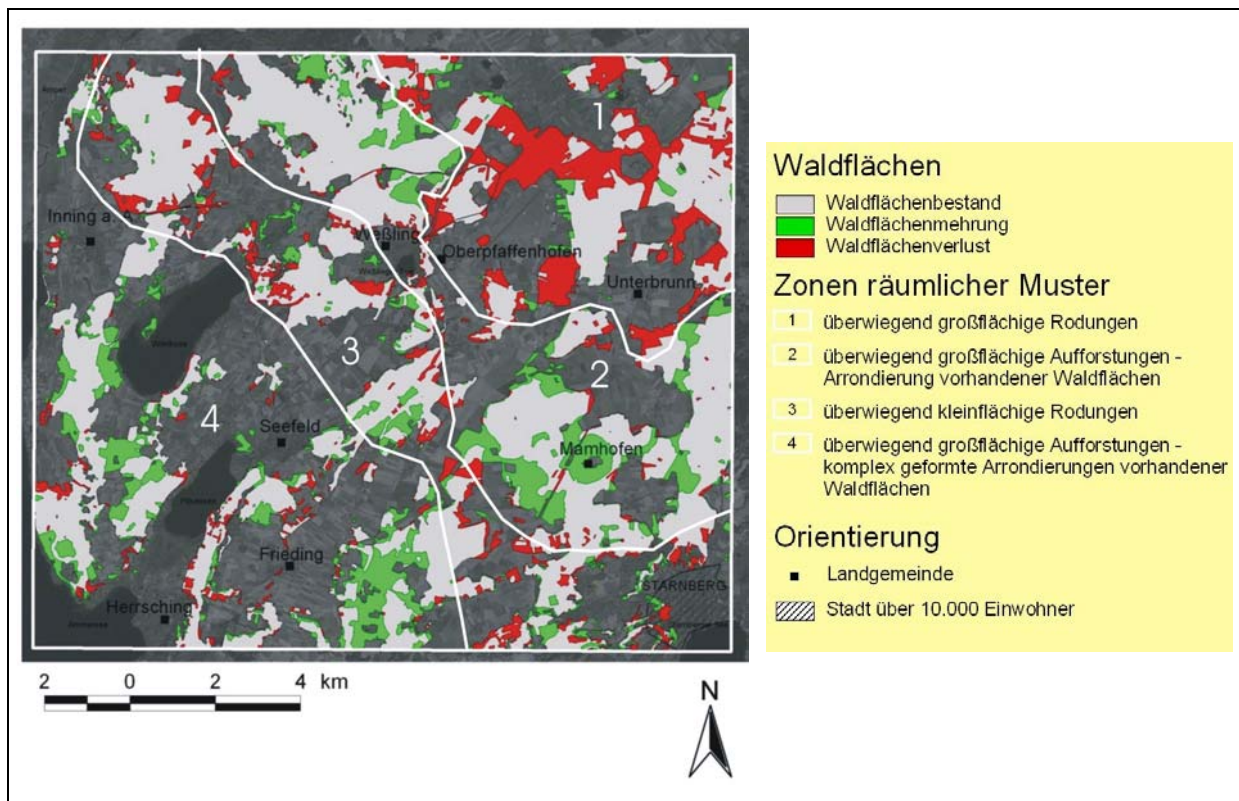 1
Inning a. A.
Weßling
Oberpfaffenhofen
Unterbrunn
3
2
4
Seefeld
Mamhofen
Frieding
STARNBERG
Herrsching
2 0 2 4 km
N
Waldflächen
Waldflächenbestand
Waldflächenmehrung
Waldflächenverlust
Zonen räumlicher Muster
1 überwiegend großflächige Rodungen
2 überwiegend großflächige Aufforstungen -
Arrondierung vorhandener Waldflächen
3 überwiegend kleinflächige Rodungen
4 überwiegend großflächige Aufforstungen -
komplex geformte Arrondierungen vorhandener
Waldflächen
Orientierung
Landgemeinde
Stadt über 10.000 Einwohner